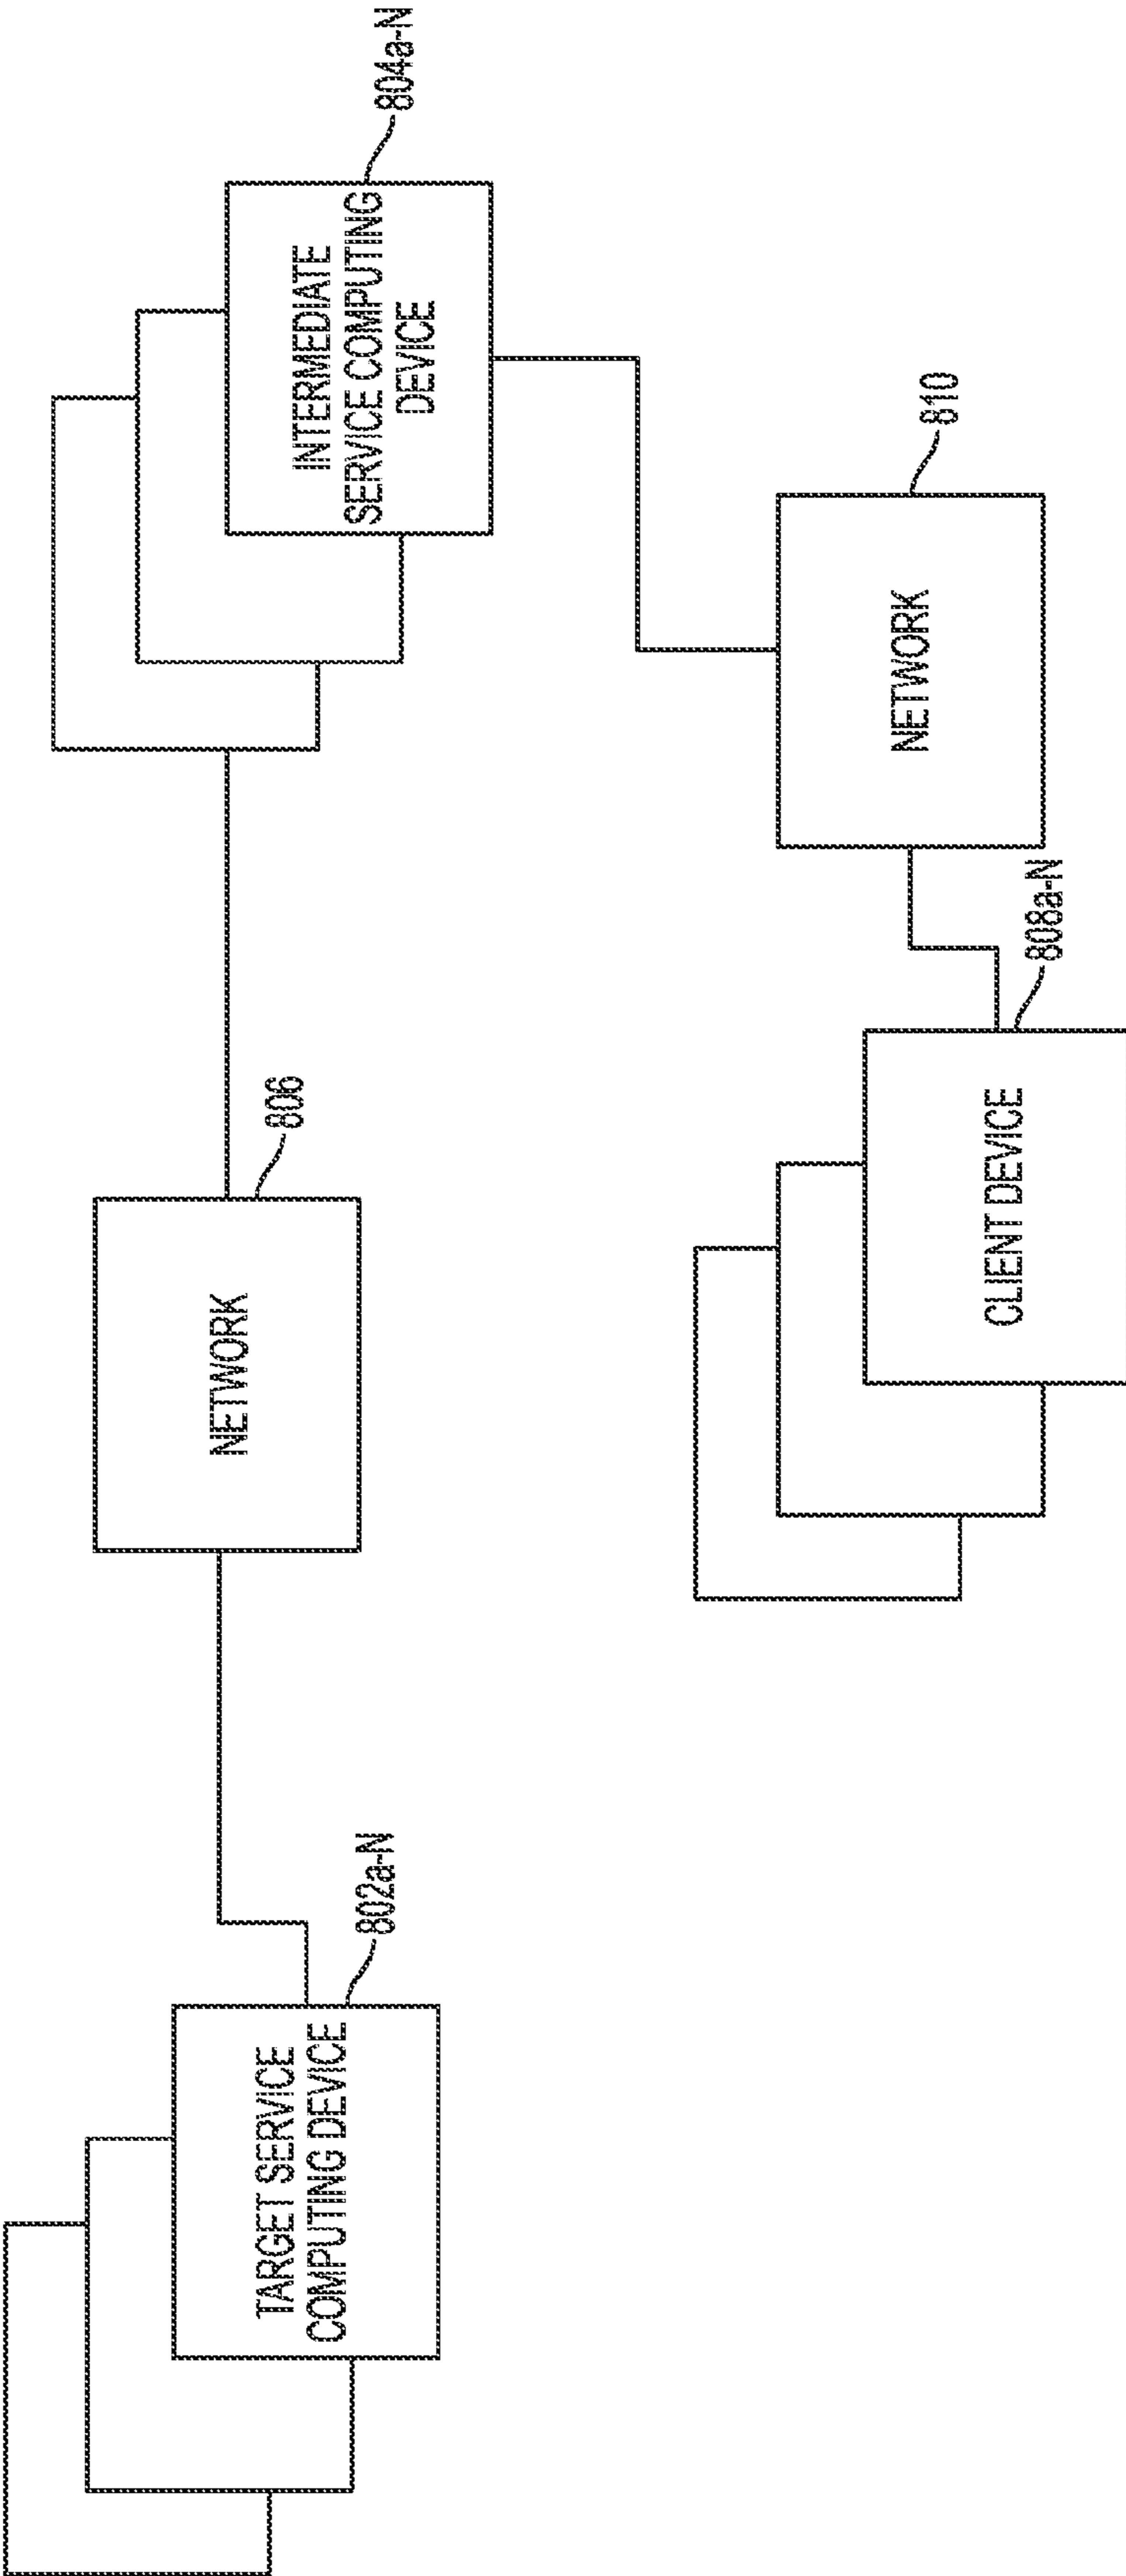 TARGET SERVICE
COMPUTING DEVICE
802a-N
NETWORK
806
INTERMEDIATE
SERVICE COMPUTING
DEVICE
804a-N
CLIENT DEVICE
808a-N
NETWORK
810